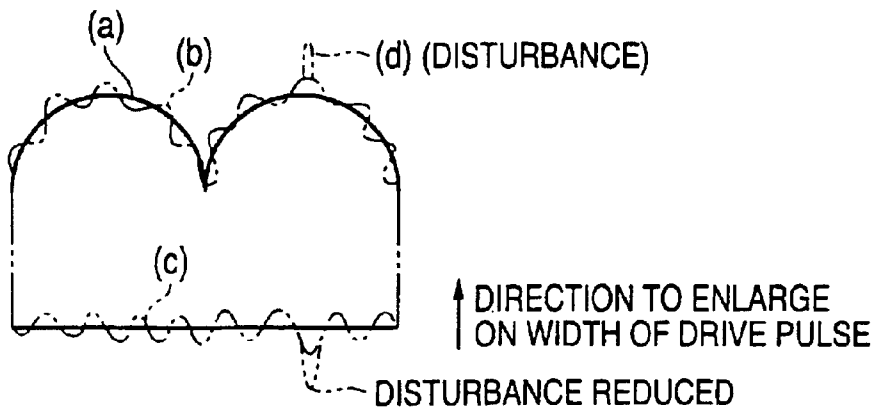 (a)
(b)
(d) (DISTURBANCE)
(c)
DIRECTION TO ENLARGE
ON WIDTH OF DRIVE PULSE
DISTURBANCE REDUCED